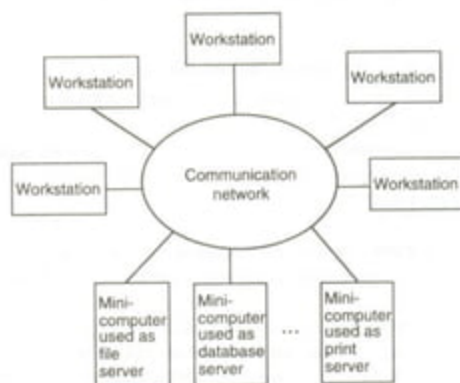 Workstation
Workstation
Workstation
Workstation
Communication
network
Workstation
Mini-
computer
used as
file
server
Mini-
computer
used as
database
server
...
Mini-
computer
used as
print
server